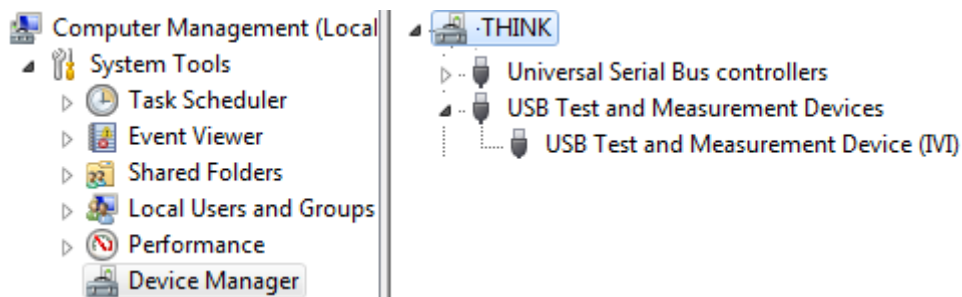 Computer Management (Local
System Tools
Task Scheduler
Event Viewer
Shared Folders
Local Users and Groups
Performance
Device Manager
·THINK
Universal Serial Bus controllers
USB Test and Measurement Devices
USB Test and Measurement Device (IVI)